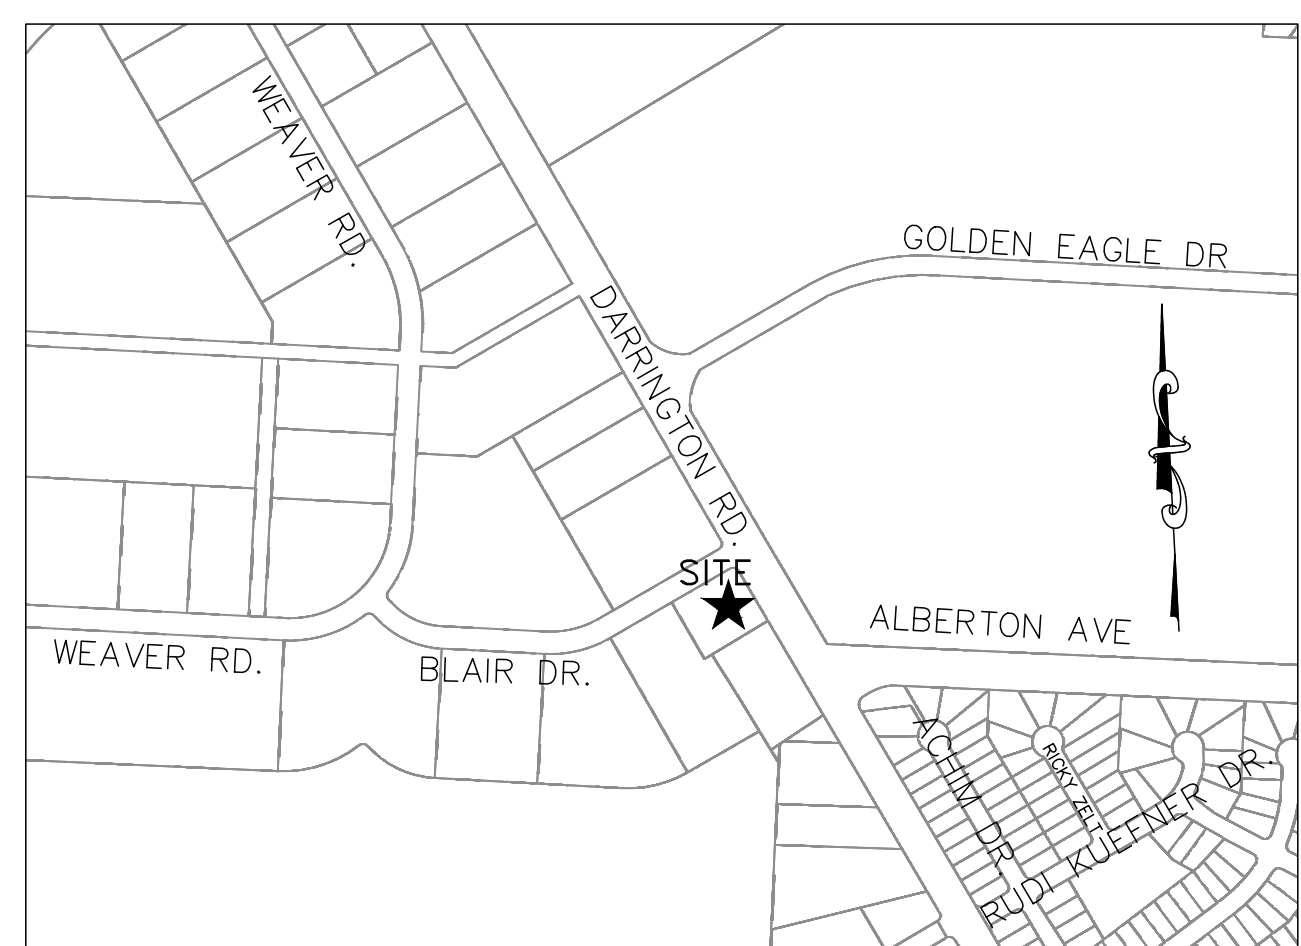 WEAVER RD.
GOLDEN EAGLE DR
DARRINGTON RD.
SITE
ALBERTON AVE
WEAVER RD.
BLAIR DR.
ACHIM DR.
RICKY ZELT
RUDI KUEFNER DR.